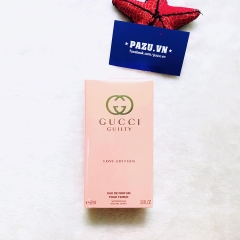 PAZU.VN
GUCCI
GUILTY
LOVE EDITION
EAU DE PARFUM
POUR FEMME